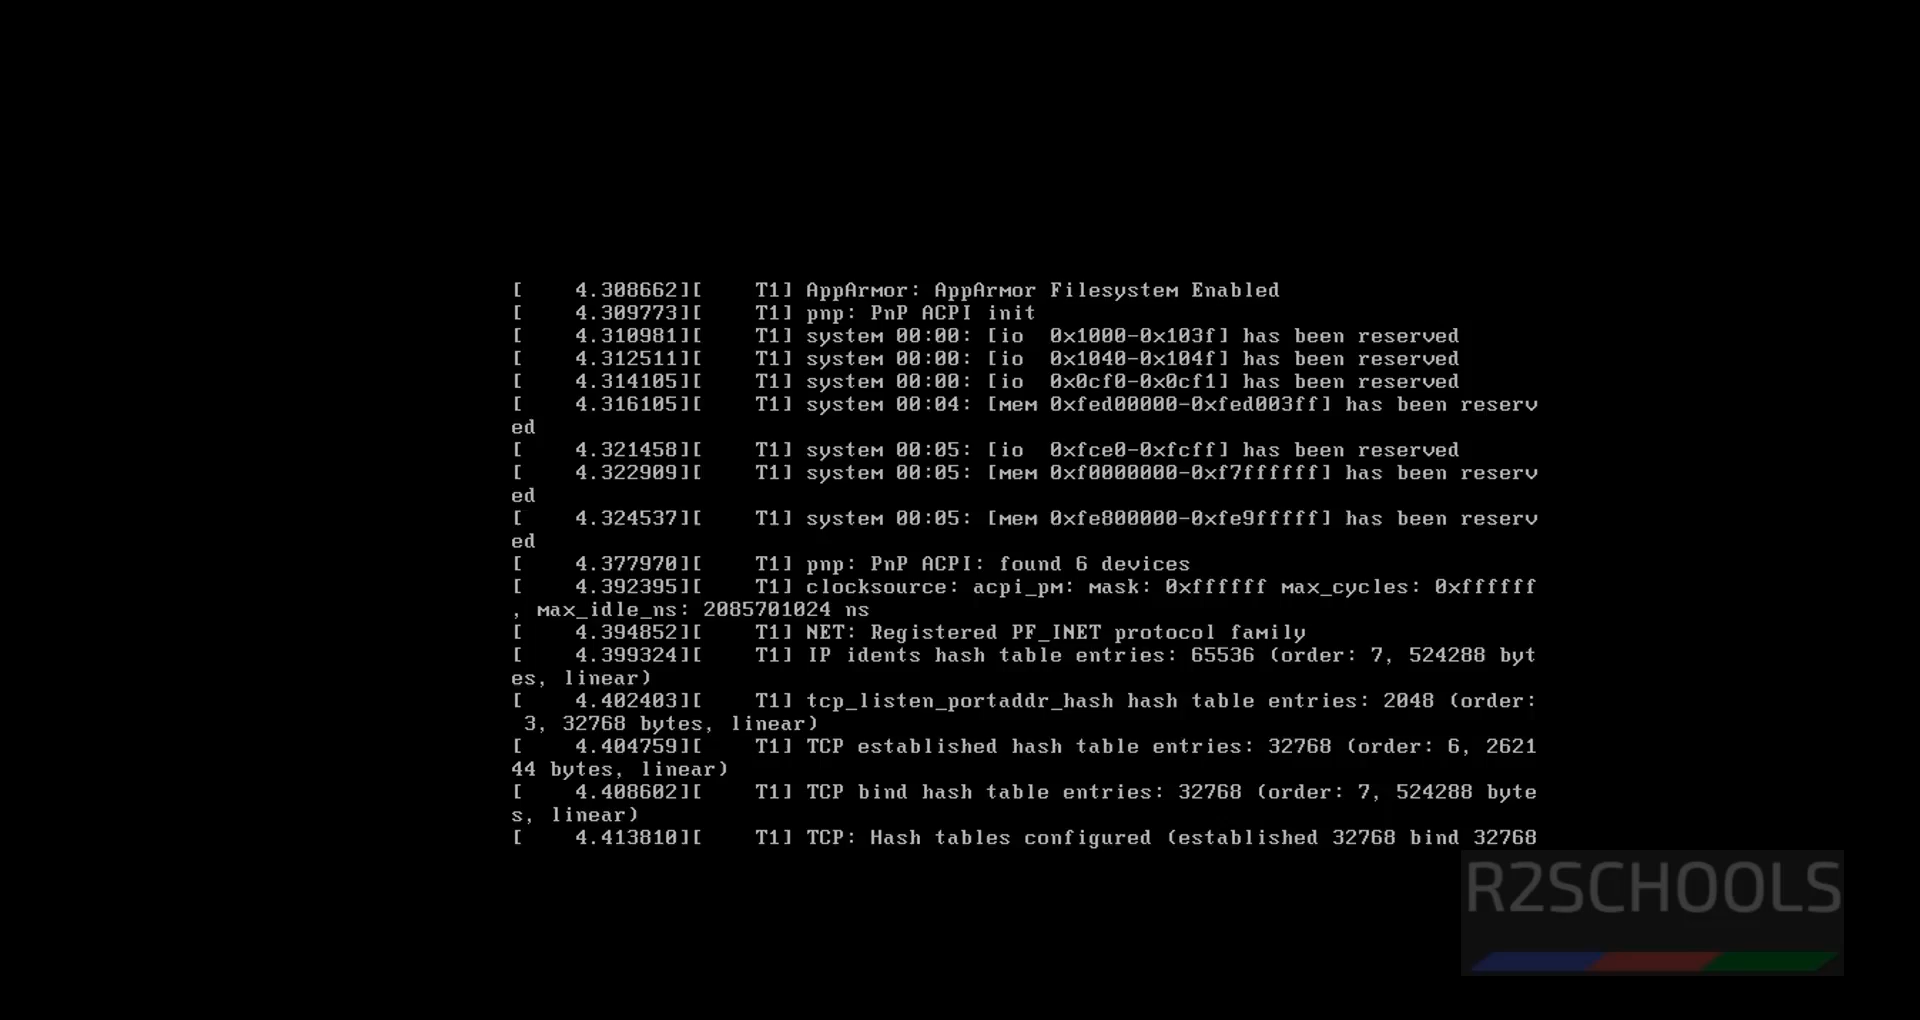 [    4.308662][    T1] AppArmor: AppArmor Filesystem Enabled
[    4.309773][    T1] pnp: PnP ACPI init
[    4.310981][    T1] system 00:00: [io  0x1000-0x103f] has been reserved
[    4.312511][    T1] system 00:00: [io  0x1040-0x104f] has been reserved
[    4.314105][    T1] system 00:00: [io  0x0cf0-0x0cf1] has been reserved
[    4.316105][    T1] system 00:04: [mem 0xfed00000-0xfed003ff] has been reserv
ed
[    4.321458][    T1] system 00:05: [io  0xfce0-0xfcff] has been reserved
[    4.322909][    T1] system 00:05: [mem 0xf0000000-0xf7ffffff] has been reserv
ed
[    4.324537][    T1] system 00:05: [mem 0xfe800000-0xfe9fffff] has been reserv
ed
[    4.377970][    T1] pnp: PnP ACPI: found 6 devices
[    4.392395][    T1] clocksource: acpi_pm: mask: 0xffffff max_cycles: 0xffffff
, max_idle_ns: 2085701024 ns
[    4.394852][    T1] NET: Registered PF_INET protocol family
[    4.399324][    T1] IP idents hash table entries: 65536 (order: 7, 524288 byt
es, linear)
[    4.402403][    T1] tcp_listen_portaddr_hash hash table entries: 2048 (order:
 3, 32768 bytes, linear)
[    4.404759][    T1] TCP established hash table entries: 32768 (order: 6, 2621
44 bytes, linear)
[    4.408602][    T1] TCP bind hash table entries: 32768 (order: 7, 524288 byte
s, linear)
[    4.413810][    T1] TCP: Hash tables configured (established 32768 bind 32768
R2SCHOOLS